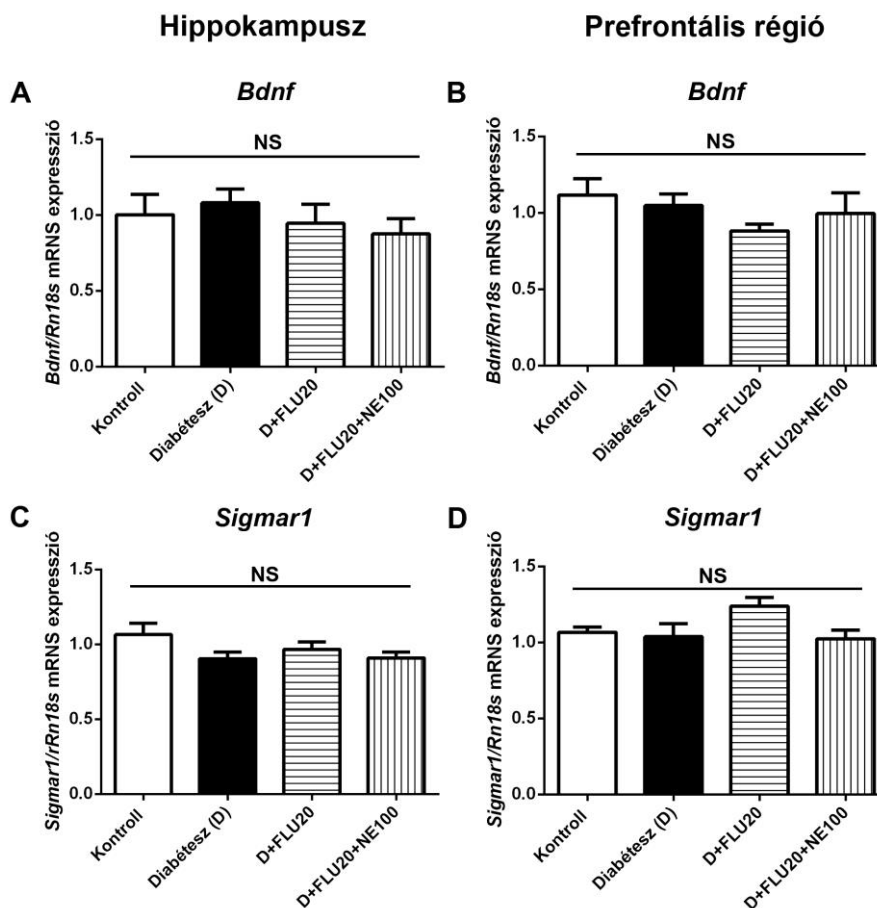 Hippokampusz
Prefrontális régió
A
Bdnf
Bdnf/Rn18s mRNS expresszió
1.5
1.0
0.5
0.0
NS
Kontroll
Diabétesz (D)
D+FLU20
D+FLU20+NE100
B
Bdnf
Bdnf/Rn18s mRNS expresszió
1.5
1.0
0.5
0.0
NS
Kontroll
Diabétesz (D)
D+FLU20
D+FLU20+NE100
C
Sigmar1
Sigmar1/rRn18s mRNS expresszió
1.5
1.0
0.5
0.0
NS
Kontroll
Diabétesz (D)
D+FLU20
D+FLU20+NE100
D
Sigmar1
Sigmar1/Rn18s mRNS expresszió
1.5
1.0
0.5
0.0
NS
Kontroll
Diabétesz (D)
D+FLU20
D+FLU20+NE100